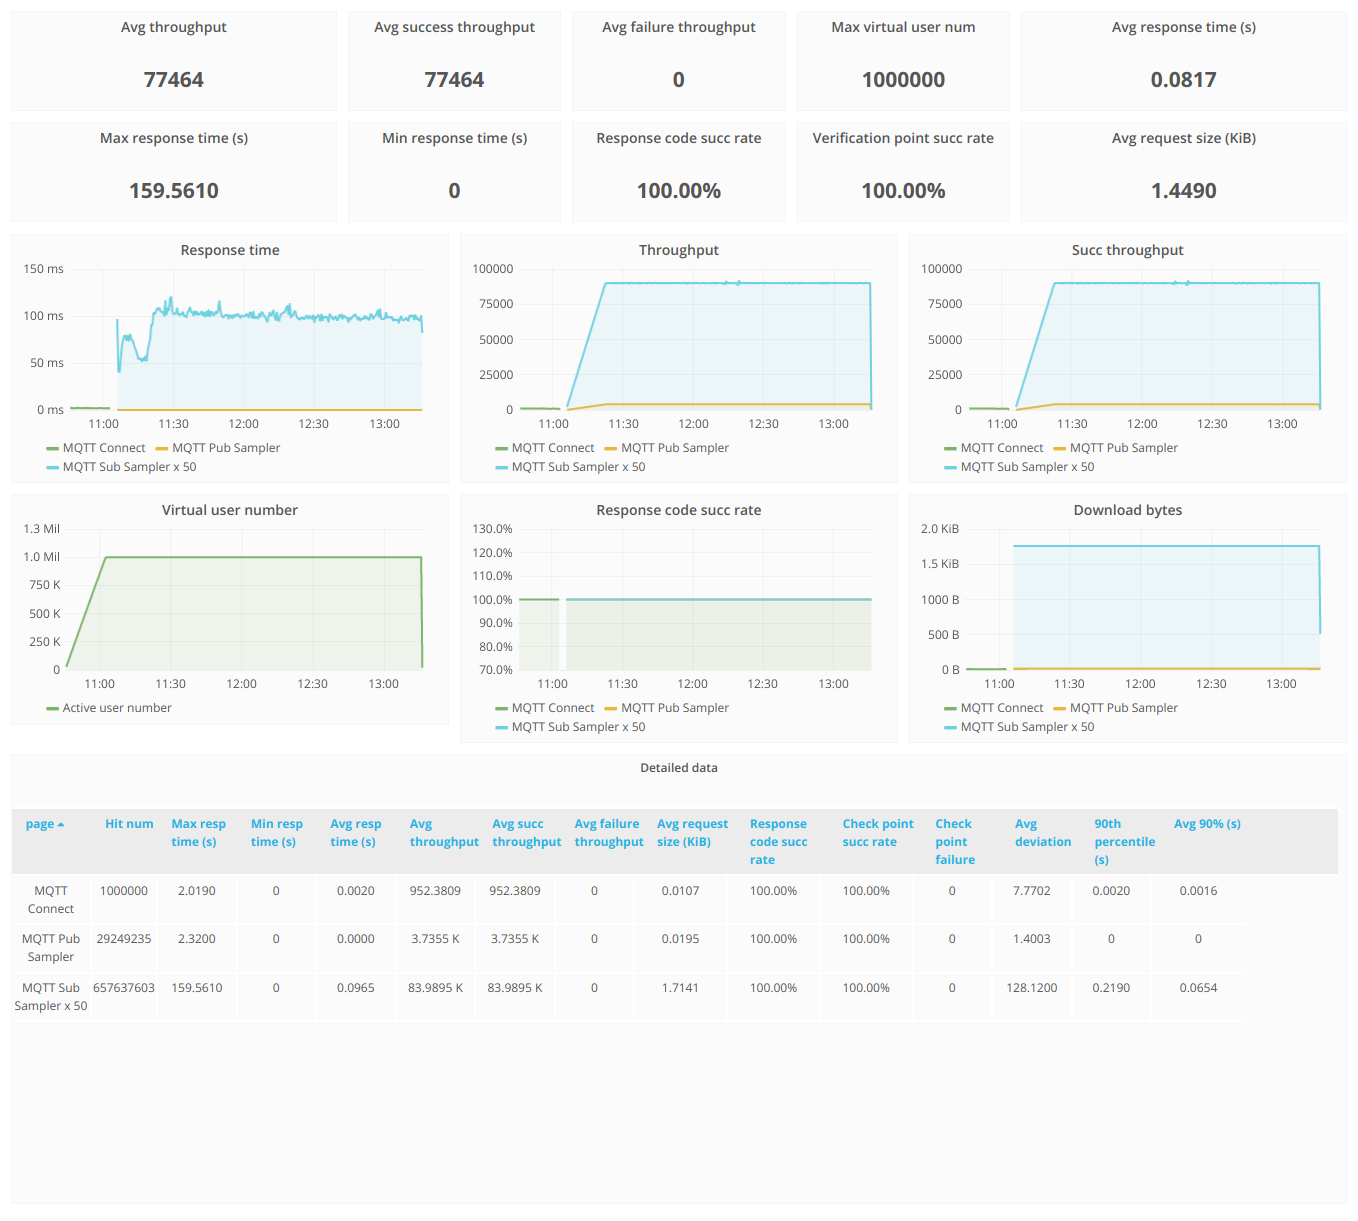 Avg throughput
77464
Avg success throughput
77464
Avg failure throughput
0
Max virtual user num
1000000
Avg response time (s)
0.0817
Max response time (s)
159.5610
Min response time (s)
0
Response code succ rate
100.00%
Verification point succ rate
100.00%
Avg request size (KiB)
1.4490
Response time
150 ms
100 ms
50 ms
0 ms
11:00 11:30 12:00 12:30 13:00
MQTT Connect MQTT Pub Sampler
MQTT Sub Sampler x 50
Throughput
100000
75000
50000
25000
0
11:00 11:30 12:00 12:30 13:00
MQTT Connect MQTT Pub Sampler
MQTT Sub Sampler x 50
Succ throughput
100000
75000
50000
25000
0
11:00 11:30 12:00 12:30 13:00
MQTT Connect MQTT Pub Sampler
MQTT Sub Sampler x 50
Virtual user number
1.3 Mil
1.0 Mil
750 K
500 K
250 K
0
11:00 11:30 12:00 12:30 13:00
Active user number
Response code succ rate
130.0%
120.0%
110.0%
100.0%
90.0%
80.0%
70.0%
11:00 11:30 12:00 12:30 13:00
MQTT Connect MQTT Pub Sampler
MQTT Sub Sampler x 50
Download bytes
2.0 KiB
1.5 KiB
1000 B
500 B
0 B
11:00 11:30 12:00 12:30 13:00
MQTT Connect MQTT Pub Sampler
MQTT Sub Sampler x 50
Detailed data
page Hit num Max resp time (s) Min resp time (s) Avg resp time (s) Avg throughput Avg succ throughput Avg failure throughput Avg request size (KiB) Response code succ rate Check point succ rate Check point failure Avg deviation 90th percentile (s) Avg 90% (s)
MQTT Connect 1000000 2.0190 0 0.0020 952.3809 952.3809 0 0.0107 100.00% 100.00% 0 7.7702 0.0020 0.0016
MQTT Pub Sampler 29249235 2.3200 0 0.0000 3.7355 K 3.7355 K 0 0.0195 100.00% 100.00% 0 1.4003 0 0
MQTT Sub Sampler x 50 657637603 159.5610 0 0.0965 83.9895 K 83.9895 K 0 1.7141 100.00% 100.00% 0 128.1200 0.2190 0.0654